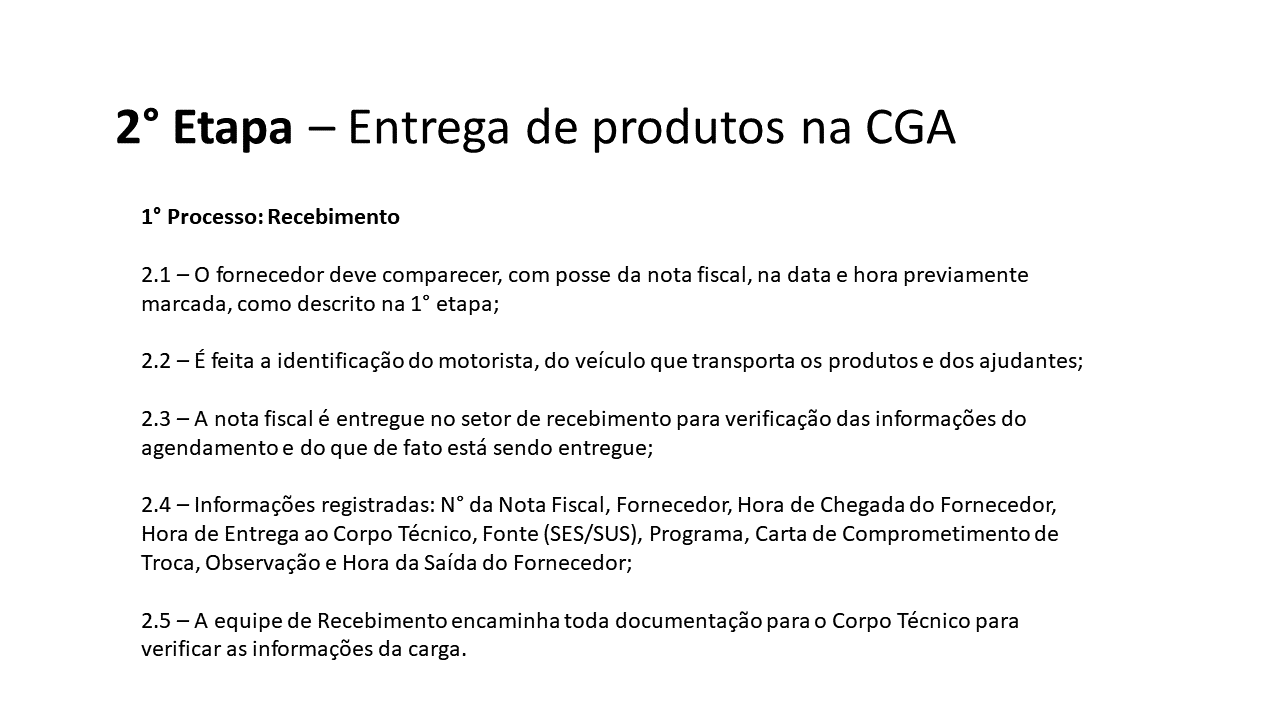 2° Etapa – Entrega de produtos na CGA
1° Processo: Recebimento
2.1 – O fornecedor deve comparecer, com posse da nota fiscal, na data e hora previamente
marcada, como descrito na 1° etapa;
2.2 – É feita a identificação do motorista, do veículo que transporta os produtos e dos ajudantes;
2.3 – A nota fiscal é entregue no setor de recebimento para verificação das informações do
agendamento e do que de fato está sendo entregue;
2.4 – Informações registradas: N° da Nota Fiscal, Fornecedor, Hora de Chegada do Fornecedor,
Hora de Entrega ao Corpo Técnico, Fonte (SES/SUS), Programa, Carta de Comprometimento de
Troca, Observação e Hora da Saída do Fornecedor;
2.5 – A equipe de Recebimento encaminha toda documentação para o Corpo Técnico para
verificar as informações da carga.